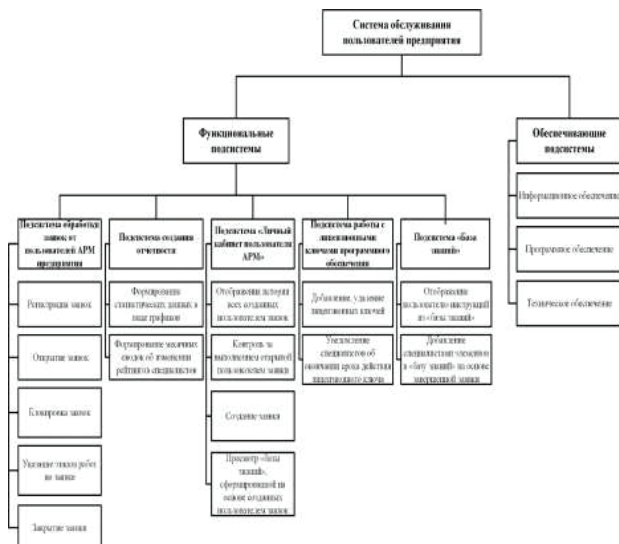 Система обслуживания
пользователей предприятия
Функциональные
подсистемы
Обеспечивающие
подсистемы
Подсистема обработки
заявок от
пользователей АРМ
предприятия
Регистрация заявок
Открытие заявок
Блокировка заявок
Указание этапов работ
по заявке
Закрытие заявки
Подсистема создания
отчетности
Формирование
статистических данных в
виде графиков
Формирование месячных
сводок об изменении
рейтингов специалистов
Подсистема «Личный
кабинет пользователя
АРМ»
Отображения истории
всех созданных
пользователем заявок
Контроль за
выполнением открытой
пользователем заявки
Создание заявки
Просмотр «базы
знаний»,
сформированной на
основе созданных
пользователем заявок
Подсистема работы с
лицензионными
ключами программного
обеспечения
Добавление, удаление
лицензионных ключей
Уведомление
специалистов об
окончании срока действия
лицензионного ключа
Подсистема «База
знаний»
Отображение
пользователю инструкций
из «базы знаний»
Добавление
специалистами элементов
в «базу знаний» на основе
завершенной заявки
Информационное обеспечение
Программное обеспечение
Техническое обеспечение